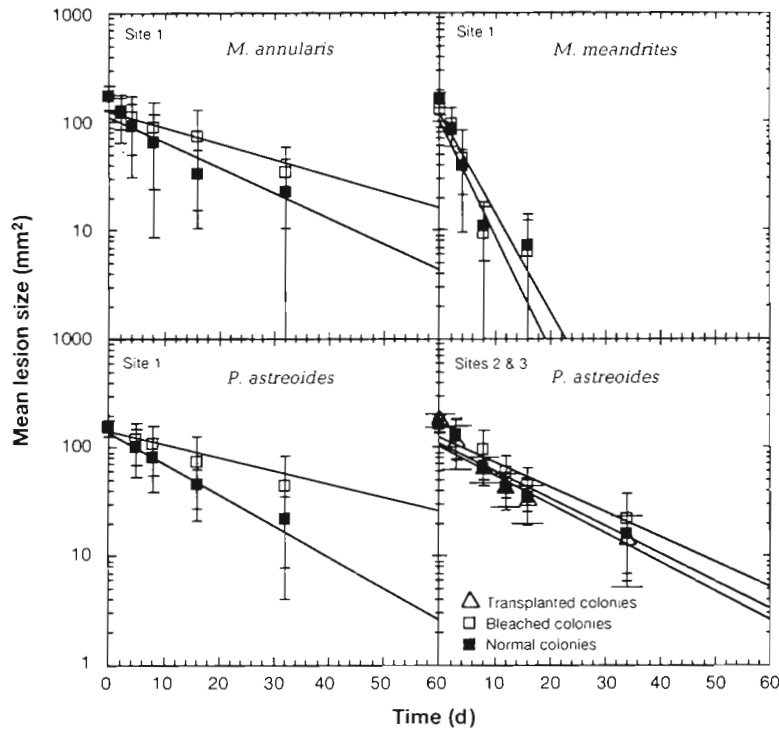 1000
Site 1
M. annularis
Site 1
M. meandrites
100
10
1000
Site 1
P. astreoides
Sites 2 & 3
P. astreoides
100
10
1
Transplanted colonies
Bleached colonies
Normal colonies
0 10 20 30 40 50 60 10 20 30 40 50 60
Time (d)
Mean lesion size (mm²)